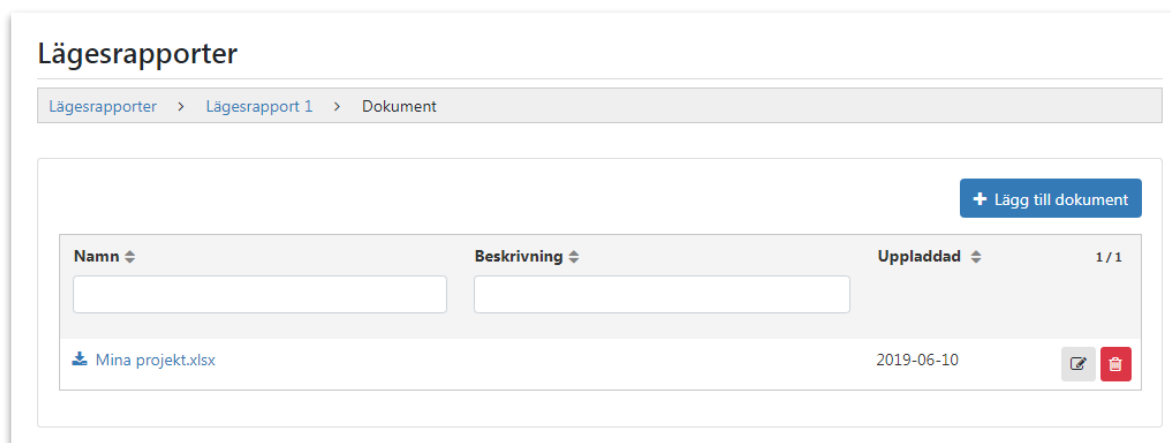 Lägesrapporter
Lägesrapporter > Lägesrapport 1 > Dokument
+ Lägg till dokument
Namn Beskrivning Uppladdad 1 / 1
Mina projekt.xlsx 2019-06-10